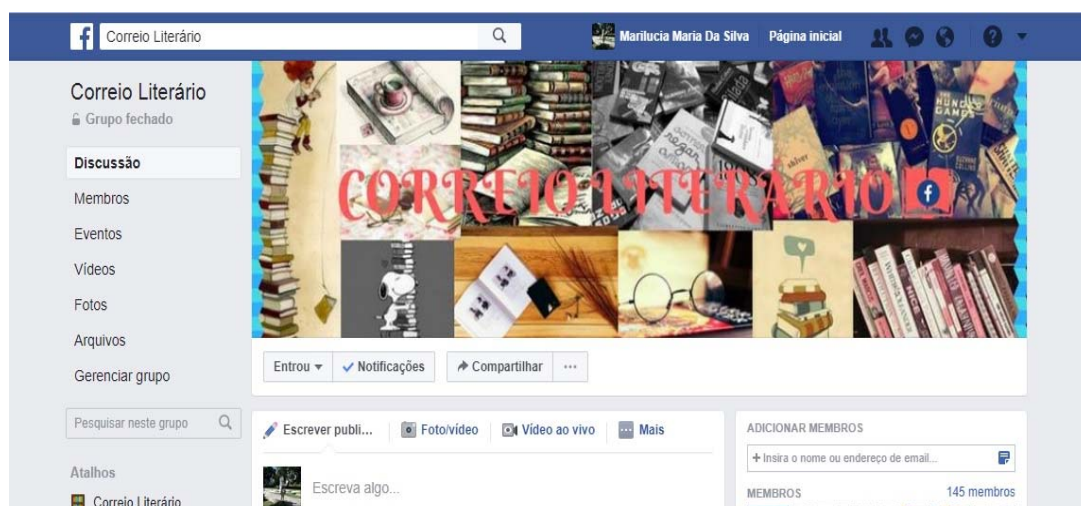 Correio Literário
Marilucia Maria Da Silva
Página inicial
Correio Literário
Grupo fechado
Discussão
Membros
Eventos
Vídeos
Fotos
Arquivos
Gerenciar grupo
Pesquisar neste grupo
Atalhos
Correio Literário
HUNGER GAMES
CORREIO LITERÁRIO
Entrou
Notificações
Compartilhar
Escrever publi...
Foto/vídeo
Vídeo ao vivo
Mais
Escreva algo...
ADICIONAR MEMBROS
+ Insira o nome ou endereço de email...
MEMBROS
145 membros